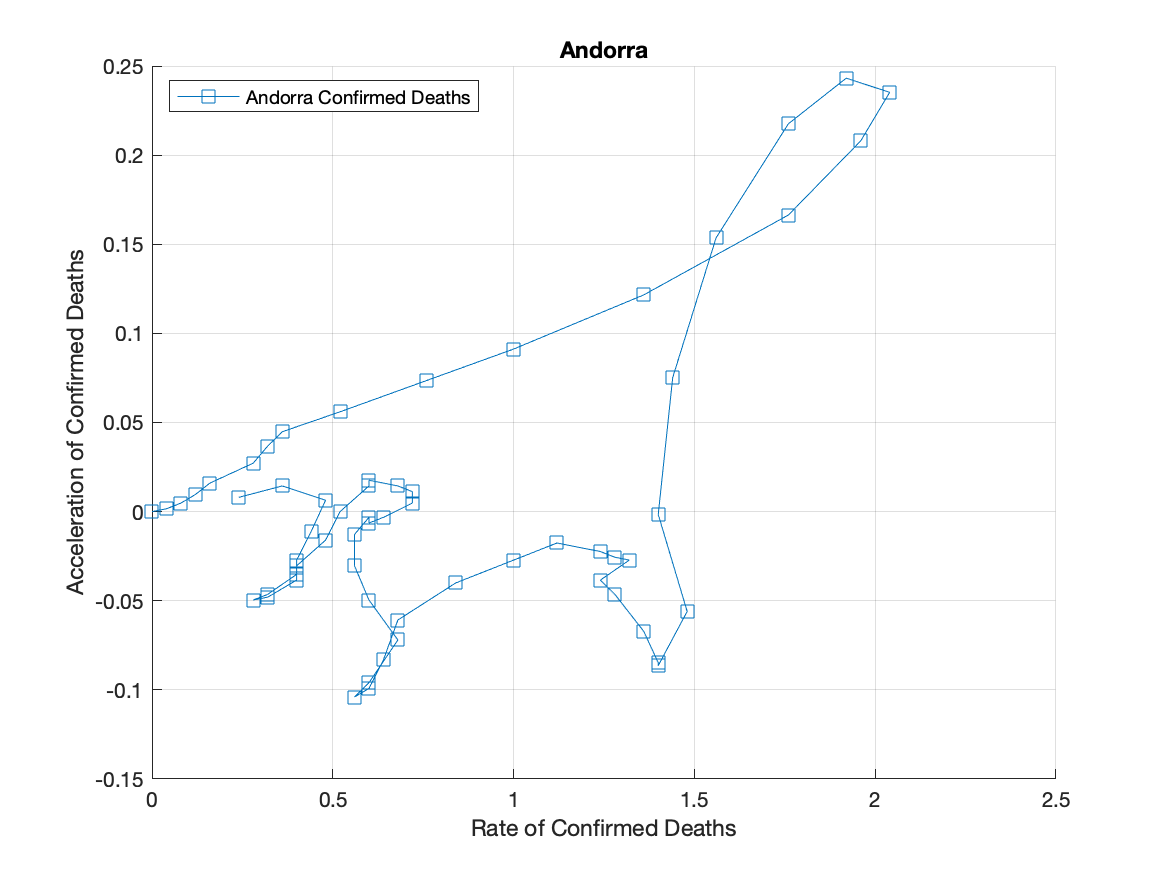 Andorra
Andorra Confirmed Deaths
Acceleration of Confirmed Deaths
0.25
0.2
0.15
0.1
0.05
0
-0.05
-0.1
-0.15
0 0.5 1 1.5 2 2.5
Rate of Confirmed Deaths